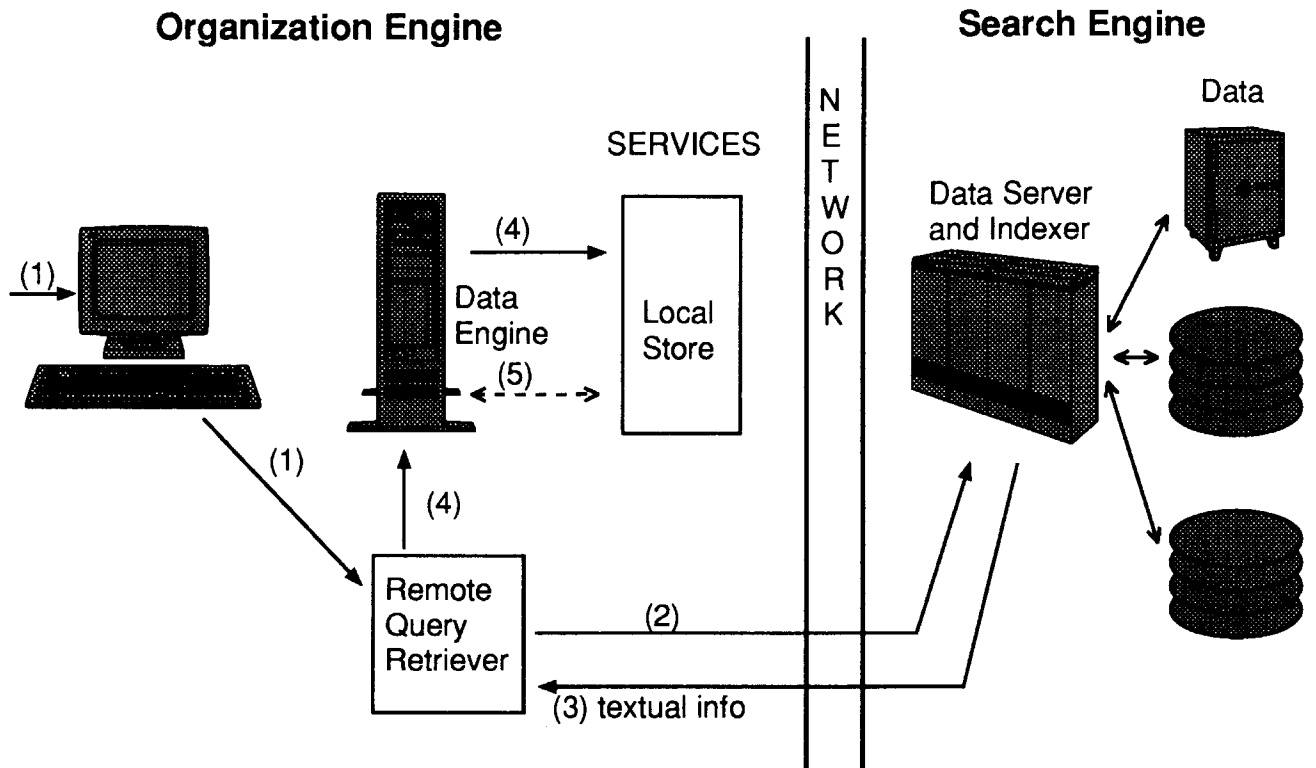 Organization Engine
Search Engine
NETWORK
Data
SERVICES
Data Server
and Indexer
(1)
(4)
Data
Engine
Local
Store
(5)
(1)
(4)
Remote
Query
Retriever
(2)
(3) textual info